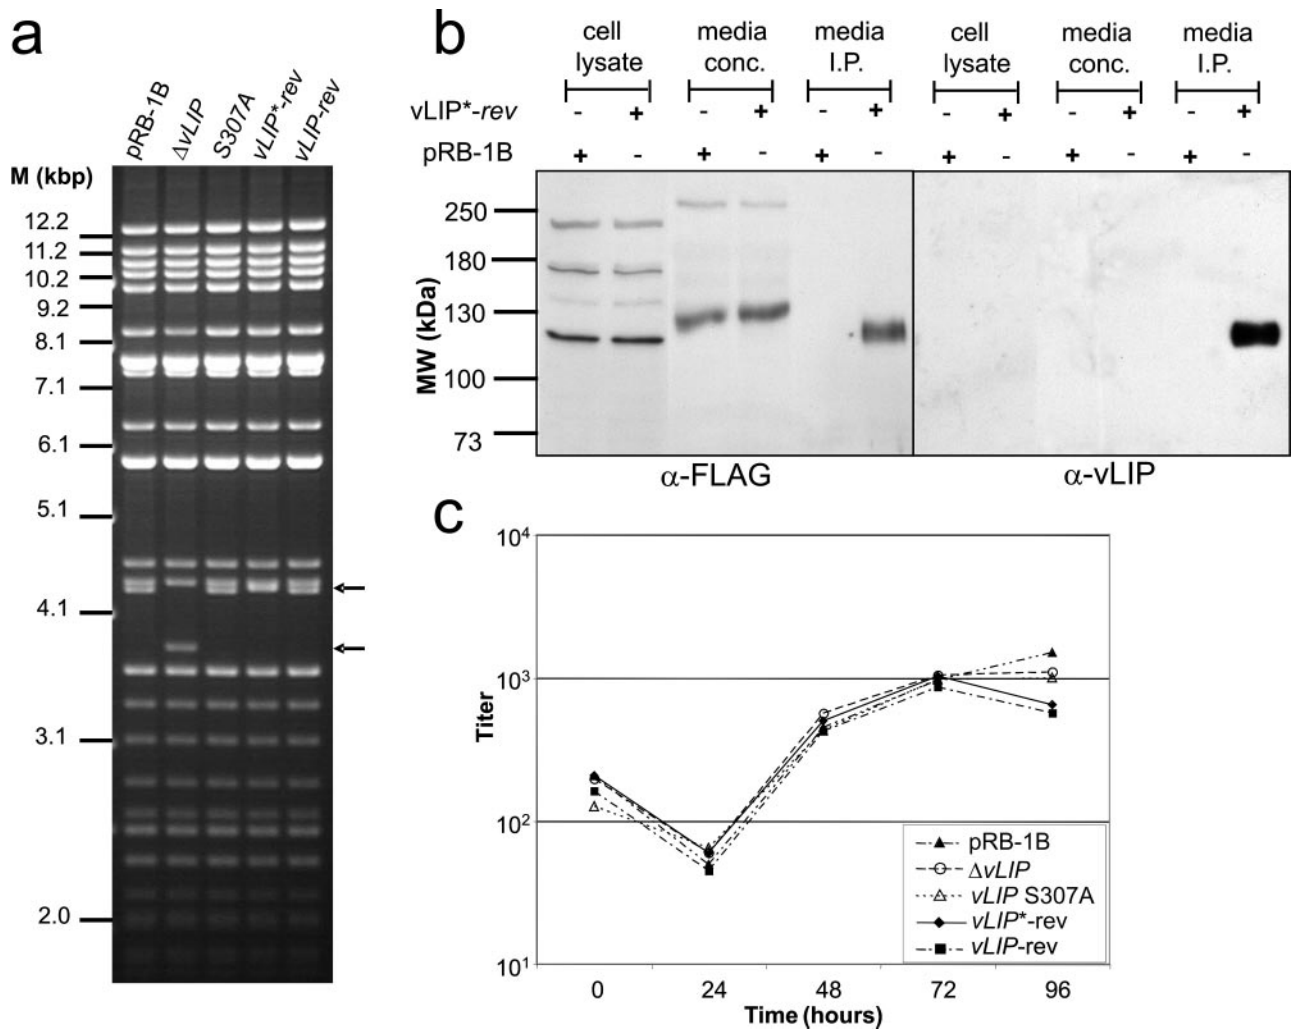 a
pRB-1B
ΔvLIP
S307A
vLIP*-rev
vLIP-rev
M (kbp)
12.2
11.2
10.2
9.2
8.1
7.1
6.1
5.1
4.1
3.1
2.0
b
cell lysate
media conc.
media I.P.
cell lysate
media conc.
media I.P.
vLIP*-rev - + - + - + - + - + - +
pRB-1B + - + - + - + - + - + -
MW (kDa)
250
180
130
100
73
α-FLAG
α-vLIP
c
Titer
10⁴
10³
10²
10¹
0 24 48 72 96
Time (hours)
pRB-1B
ΔvLIP
vLIP S307A
vLIP*-rev
vLIP-rev